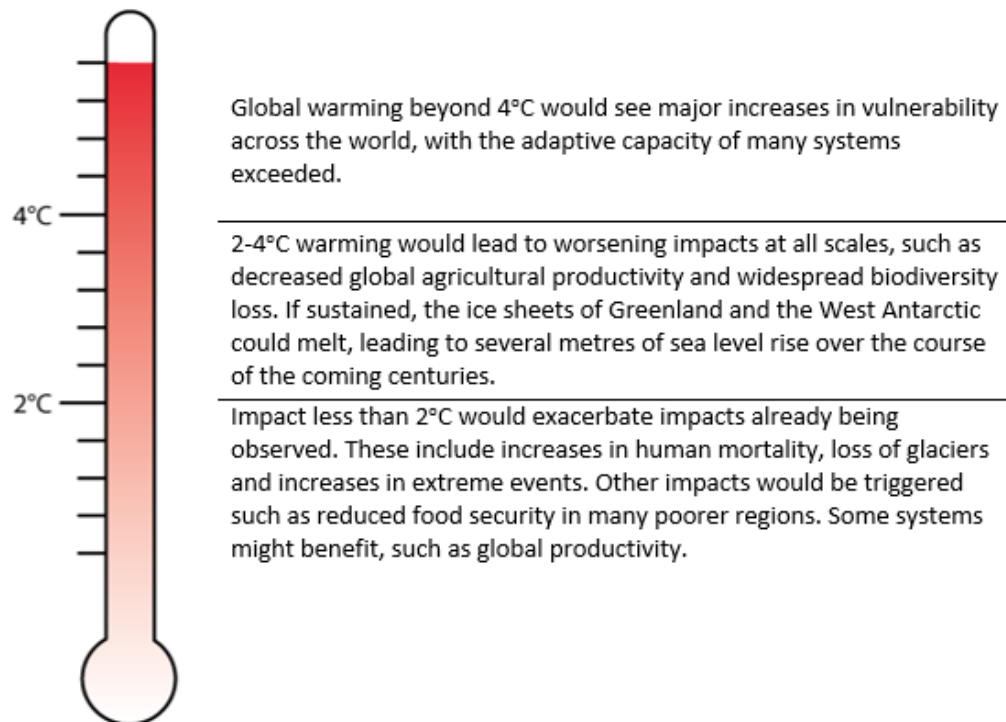 Global warming beyond 4°C would see major increases in vulnerability
across the world, with the adaptive capacity of many systems
exceeded.
4°C
2-4°C warming would lead to worsening impacts at all scales, such as
decreased global agricultural productivity and widespread biodiversity
loss. If sustained, the ice sheets of Greenland and the West Antarctic
could melt, leading to several metres of sea level rise over the course
of the coming centuries.
2°C
Impact less than 2°C would exacerbate impacts already being
observed. These include increases in human mortality, loss of glaciers
and increases in extreme events. Other impacts would be triggered
such as reduced food security in many poorer regions. Some systems
might benefit, such as global productivity.